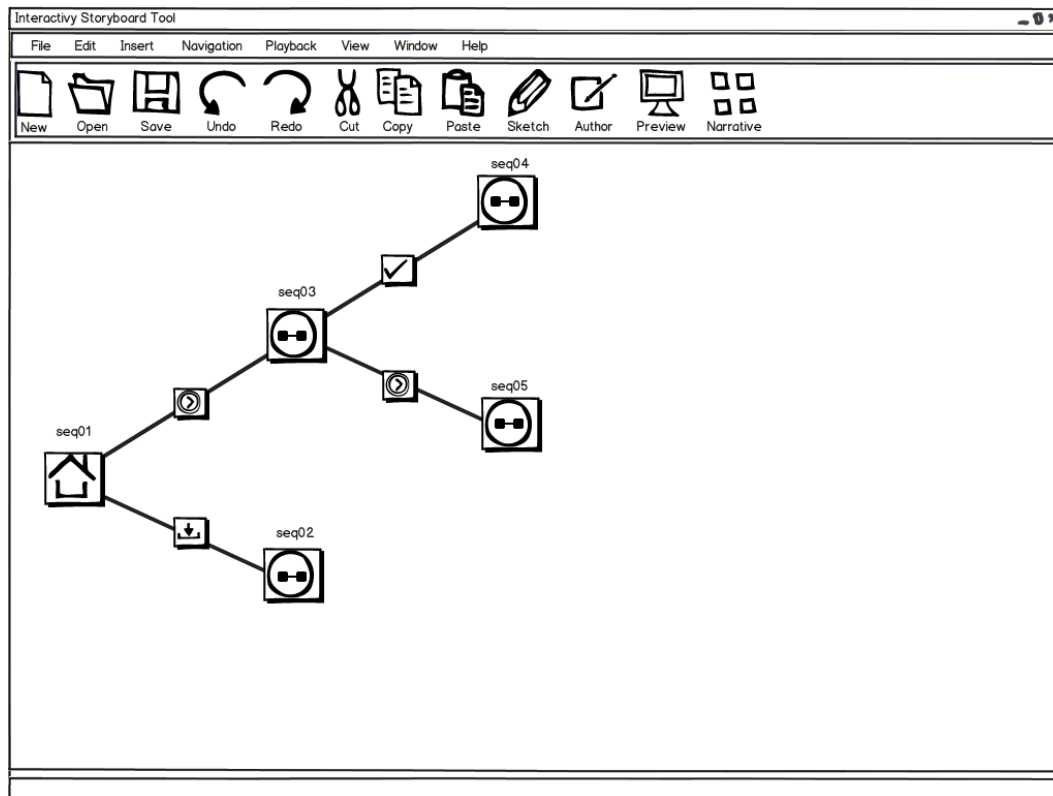 Interactivy Storyboard Tool
File Edit Insert Navigation Playback View Window Help
New Open Save Undo Redo Cut Copy Paste Sketch Author Preview Narrative
seq04
seq03
seq05
seq01
seq02